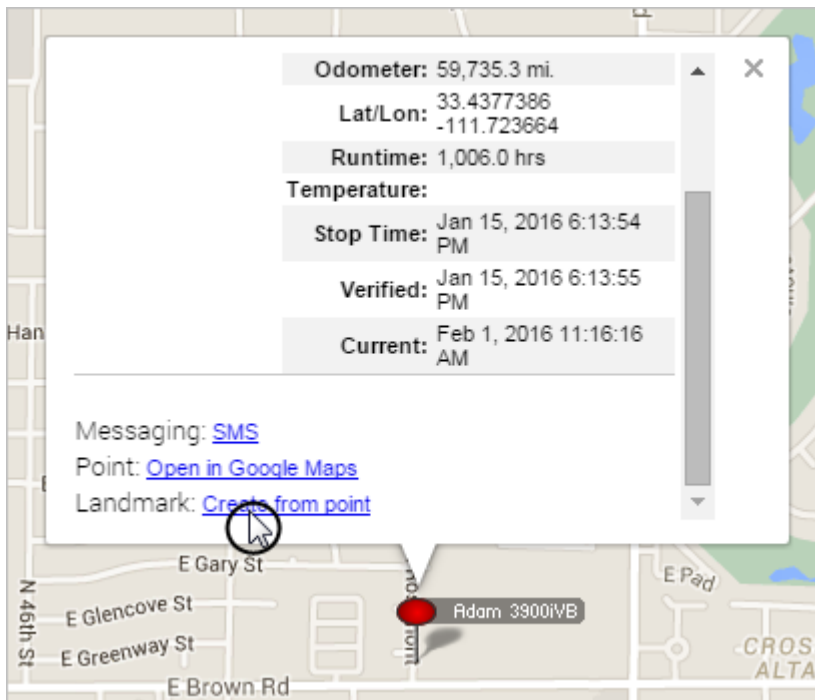 Odometer: 59,735.3 mi.
Lat/Lon: 33.4377386
-111.723664
Runtime: 1,006.0 hrs
Temperature:
Stop Time: Jan 15, 2016 6:13:54
PM
Verified: Jan 15, 2016 6:13:55
PM
Han
Current: Feb 1, 2016 11:16:16
AM
Messaging: SMS
Point: Open in Google Maps
Landmark: Create from point
E Gary St
N 46th St
E Glencove St
E Greenway St
E Brown Rd
Adam 3900iVB
E Pad
CROS
ALTA